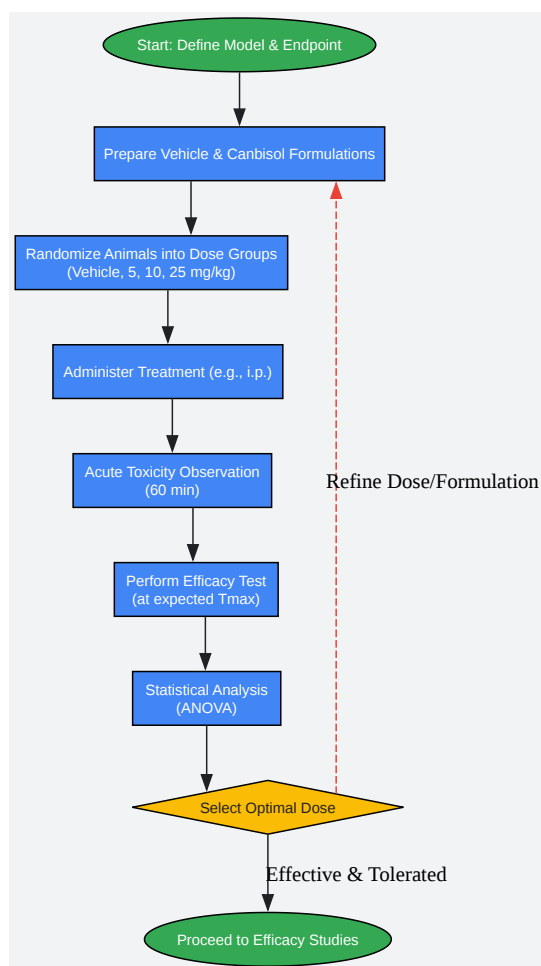 Start: Define Model & Endpoint
Prepare Vehicle & Canbisol Formulations
Randomize Animals into Dose Groups
(Vehicle, 5, 10, 25 mg/kg)
Administer Treatment (e.g., i.p.)
Acute Toxicity Observation
(60 min)
Refine Dose/Formulation
Perform Efficacy Test
(at expected Tmax)
Statistical Analysis
(ANOVA)
Select Optimal Dose
Effective & Tolerated
Proceed to Efficacy Studies